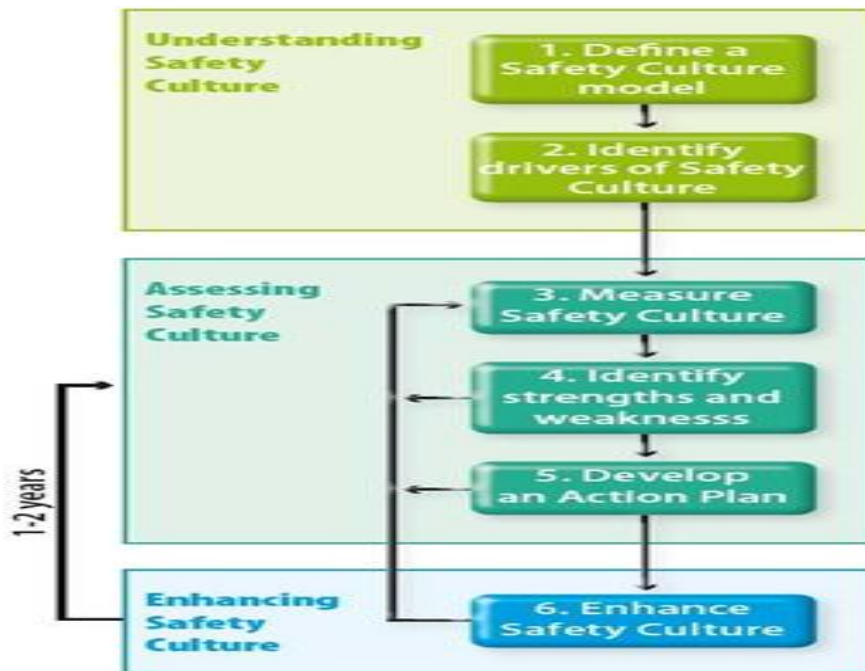 Understanding
Safety
Culture
1. Define a
Safety Culture
model
2. Identify
drivers of Safety
Culture
Assessing
Safety
Culture
3. Measure
Safety Culture
4. Identify
strengths and
weaknesss
5. Develop
an Action Plan
1-2 years
Enhancing
Safety
Culture
6. Enhance
Safety Culture